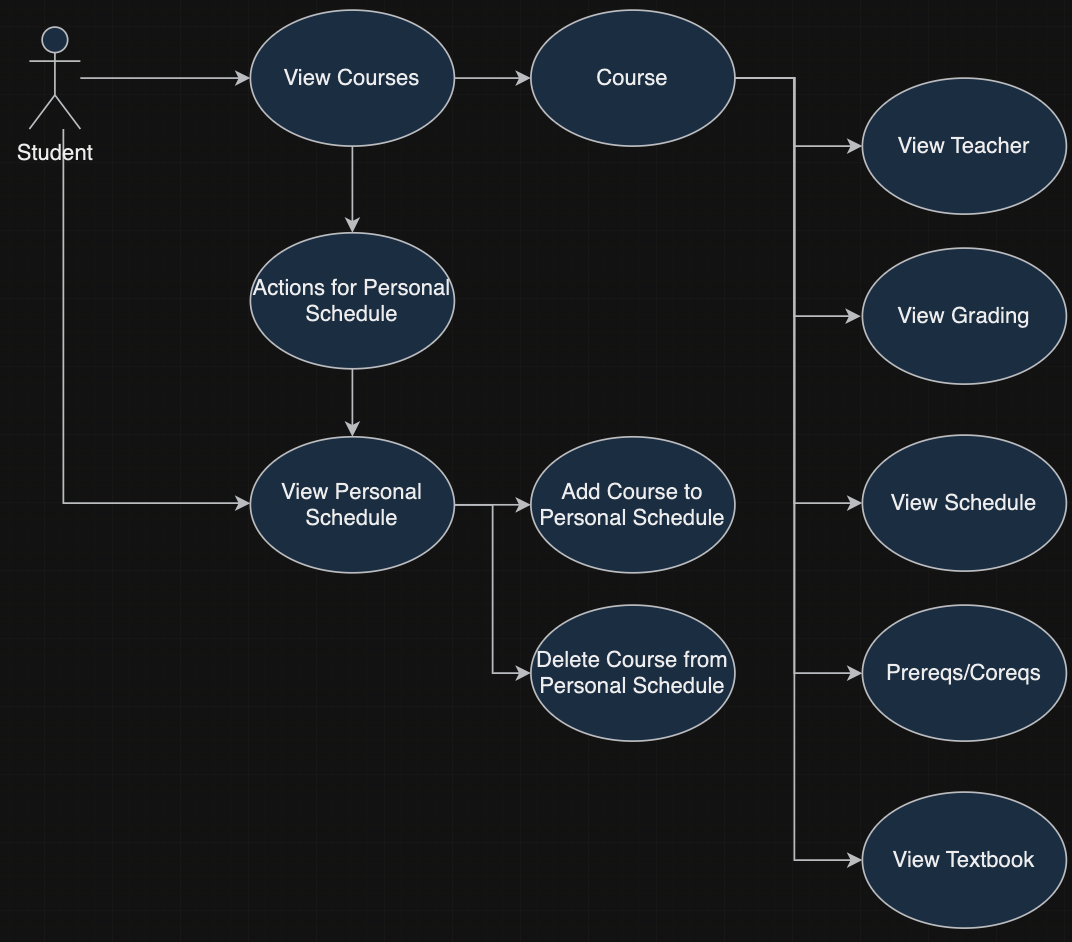 View Courses
Course
View Teacher
Student
Actions for Personal
Schedule
View Grading
View Personal
Schedule
Add Course to
Personal Schedule
View Schedule
Delete Course from
Personal Schedule
Prereqs/Coreqs
View Textbook